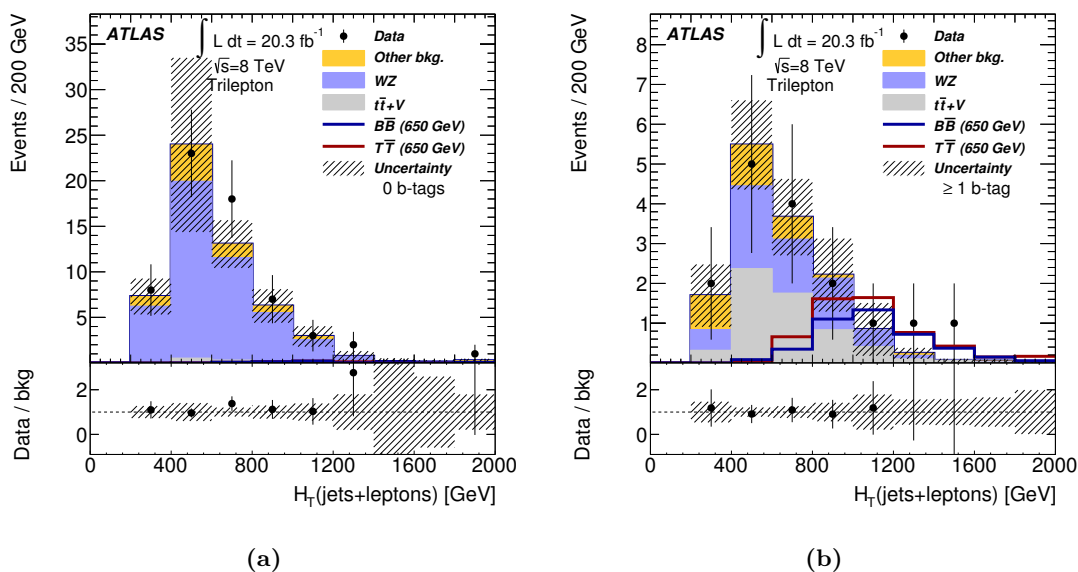 ATLAS
∫ L dt = 20.3 fb⁻¹
√s=8 TeV
Trilepton
Data
Other bkg.
WZ
tt̄+V
BB̄ (650 GeV)
TT̄ (650 GeV)
Uncertainty
0 b-tags
Events / 200 GeV
35
30
25
20
15
10
5
Data / bkg
2
0
0 400 800 1200 1600 2000
H_T(jets+leptons) [GeV]
(a)
ATLAS
∫ L dt = 20.3 fb⁻¹
√s=8 TeV
Trilepton
Data
Other bkg.
WZ
tt̄+V
BB̄ (650 GeV)
TT̄ (650 GeV)
Uncertainty
≥ 1 b-tag
Events / 200 GeV
8
7
6
5
4
3
2
1
Data / bkg
2
0
0 400 800 1200 1600 2000
H_T(jets+leptons) [GeV]
(b)